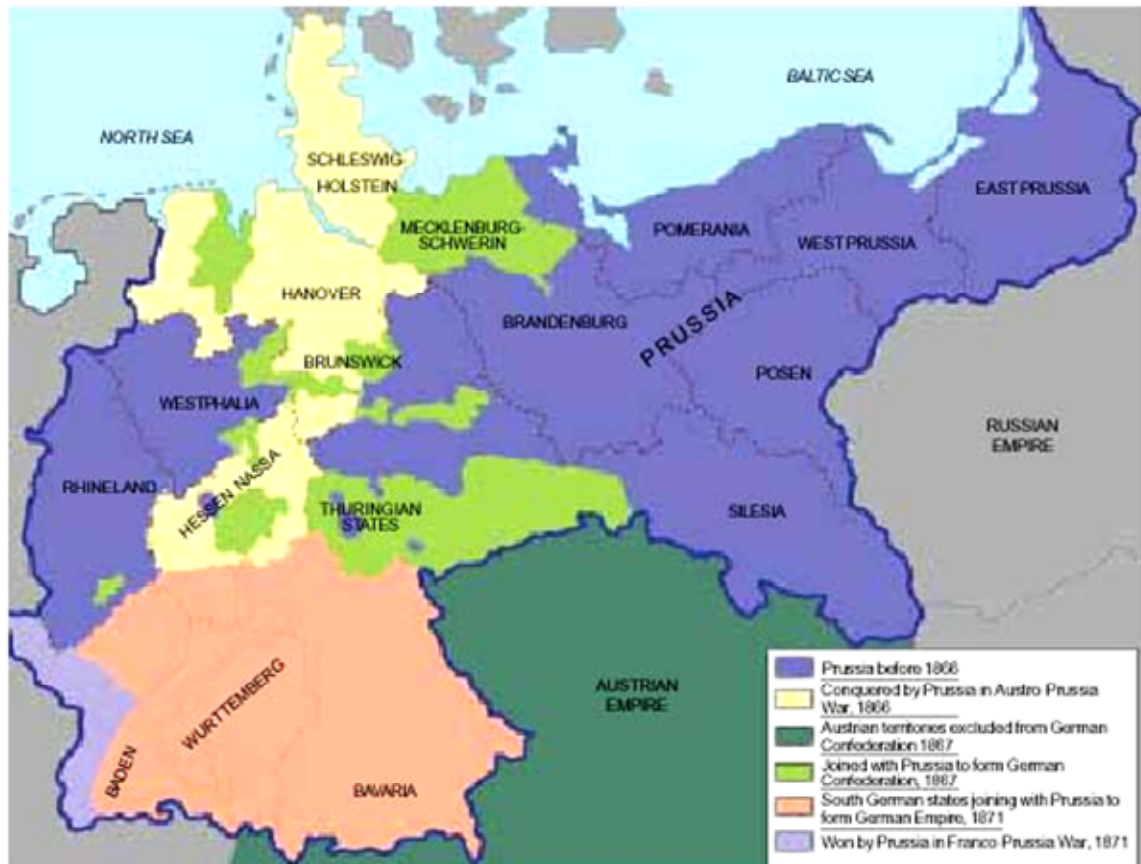 BALTIC SEA
NORTH SEA
SCHLESWIG-
HOLSTEIN
EAST PRUSSIA
MECKLENBURG-
SCHWERIN
POMERANIA
WEST PRUSSIA
HANOVER
BRANDENBURG
PRUSSIA
BRUNSWICK
POSEN
WESTPHALIA
RUSSIAN
EMPIRE
RHINELAND
HESSEN NASSA
THURINGIAN
STATES
SILESIA
WURTTEMBERG
AUSTRIAN
EMPIRE
BADEN
BAVARIA
Prussia before 1866
Conquered by Prussia in Austro Prussia
War, 1866
Austrian territories excluded from German
Confederation 1867
Joined with Prussia to form German
Confederation, 1867
South German states joining with Prussia to
form German Empire, 1871
Won by Prussia in Franco Prussia War, 1871